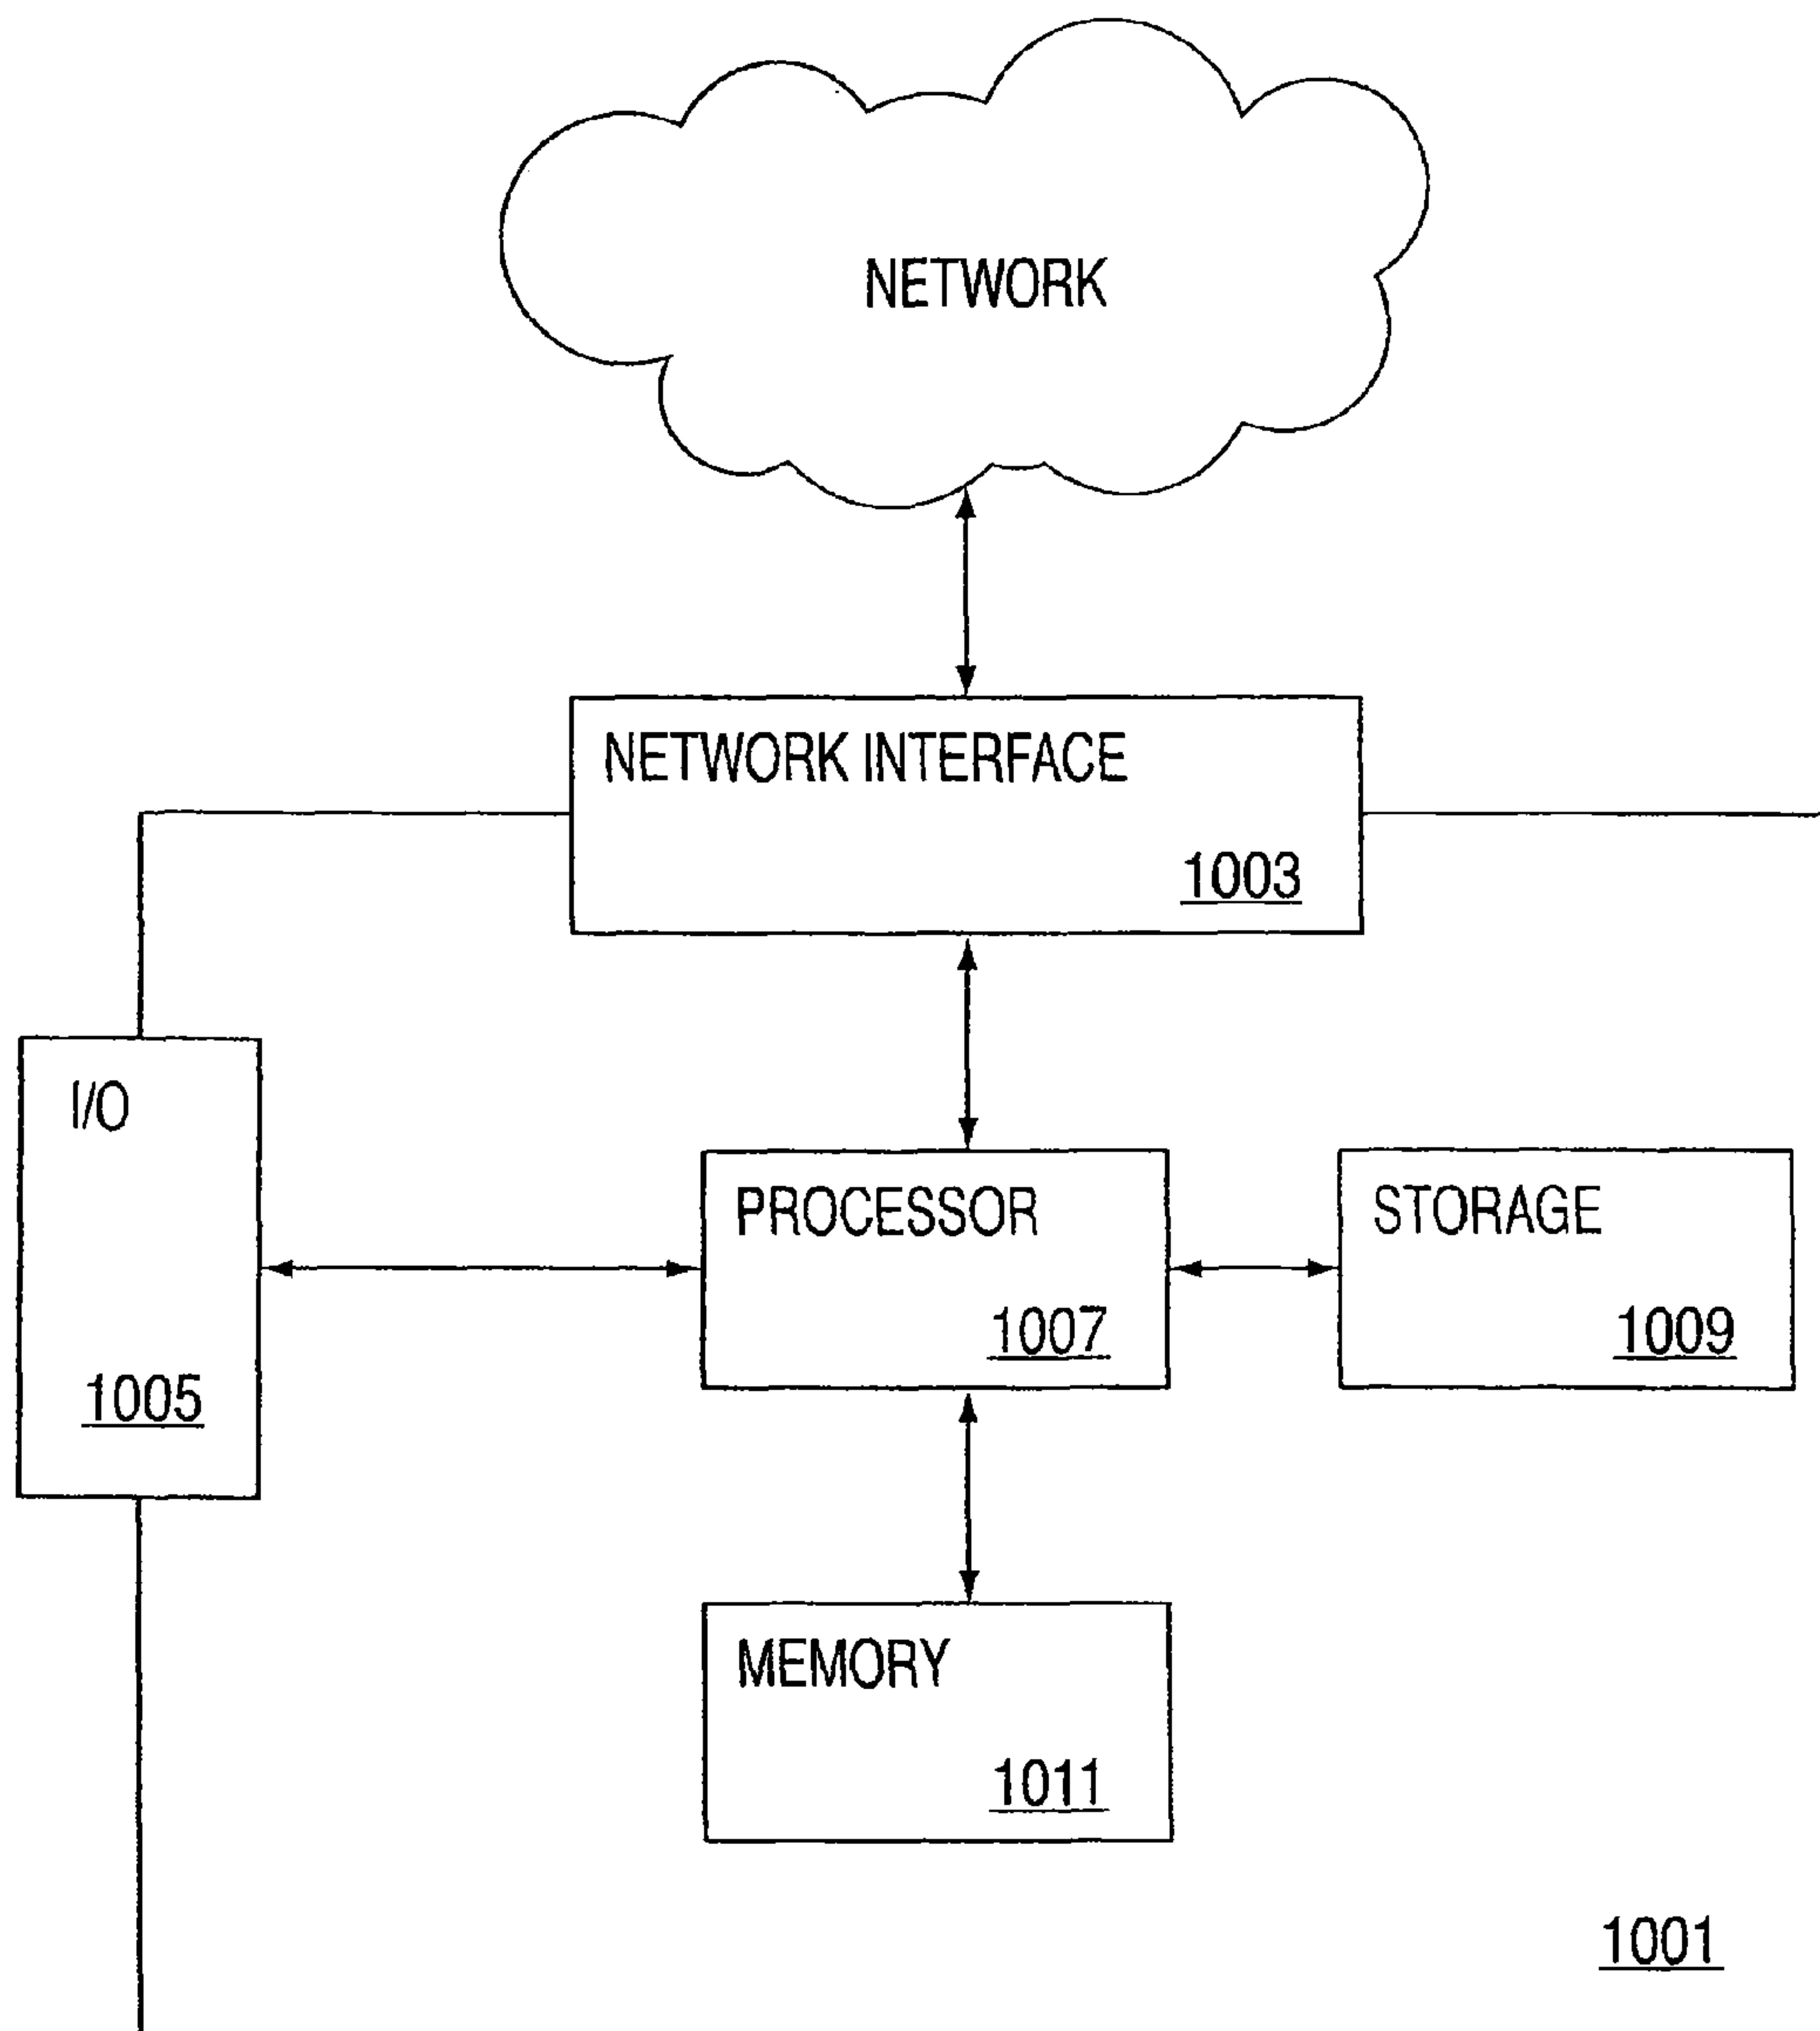 NETWORK
NETWORK INTERFACE
1003
I/O
1005
PROCESSOR
1007
STORAGE
1009
MEMORY
1011
1001